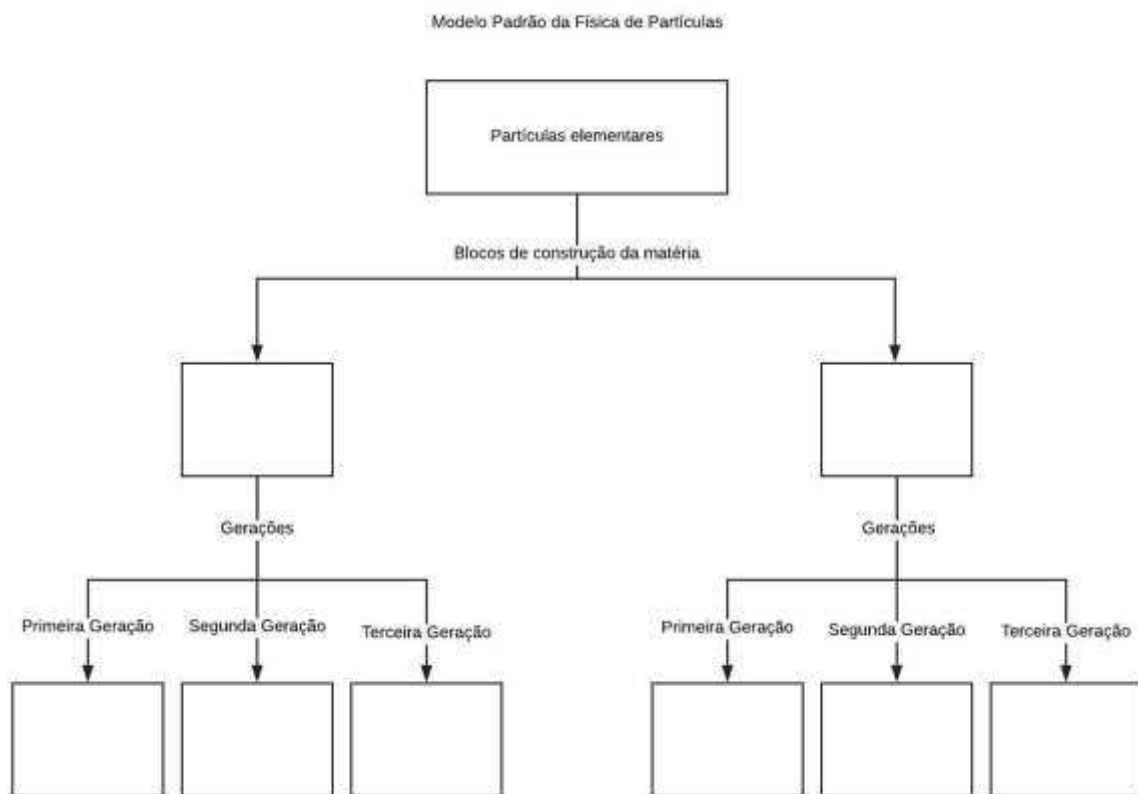 Modelo Padrão da Física de Partículas
Partículas elementares
Blocos de construção da matéria
Gerações
Gerações
Primeira Geração
Segunda Geração
Terceira Geração
Primeira Geração
Segunda Geração
Terceira Geração